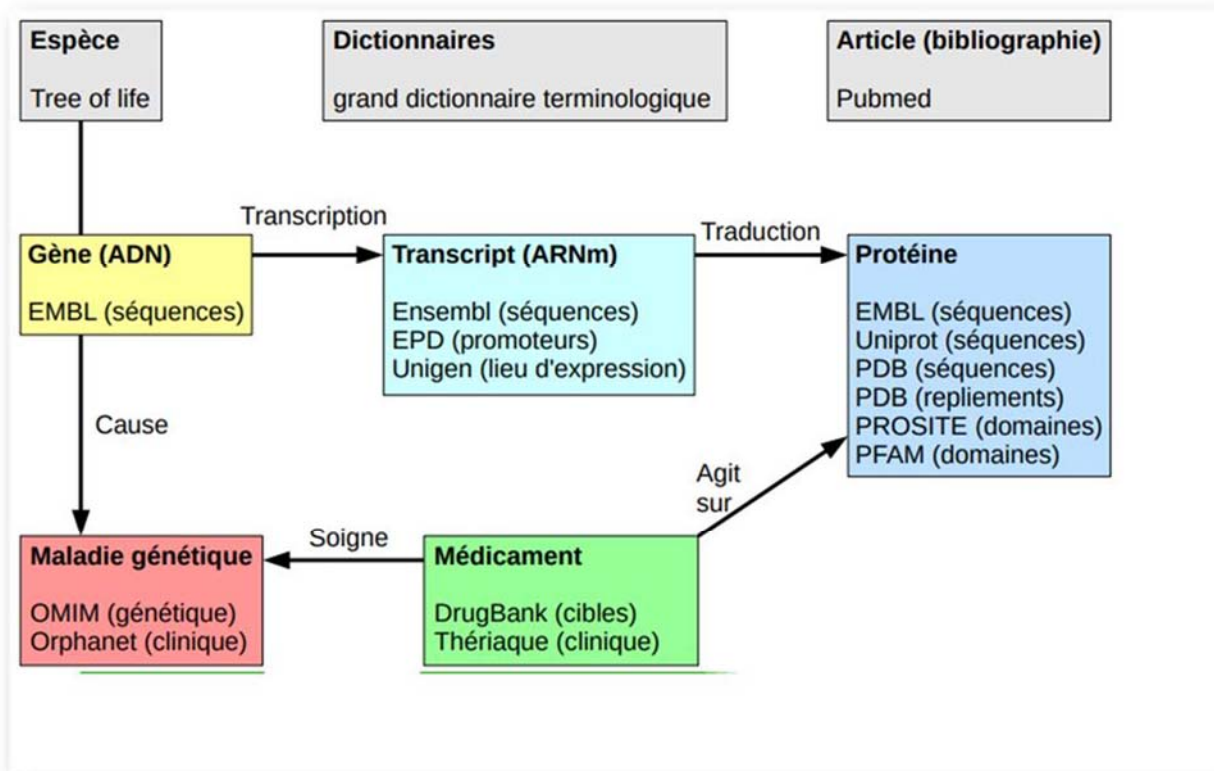 Espèce
Tree of life
Dictionnaires
grand dictionnaire terminologique
Article (bibliographie)
Pubmed
Transcription
Traduction
Gène (ADN)
EMBL (séquences)
Transcript (ARNm)
Ensembl (séquences)
EPD (promoteurs)
Unigen (lieu d'expression)
Protéine
EMBL (séquences)
Uniprot (séquences)
PDB (séquences)
PDB (repliements)
PROSITE (domaines)
PFAM (domaines)
Cause
Agit
sur
Soigne
Maladie génétique
OMIM (génétique)
Orphanet (clinique)
Médicament
DrugBank (cibles)
Thériaque (clinique)